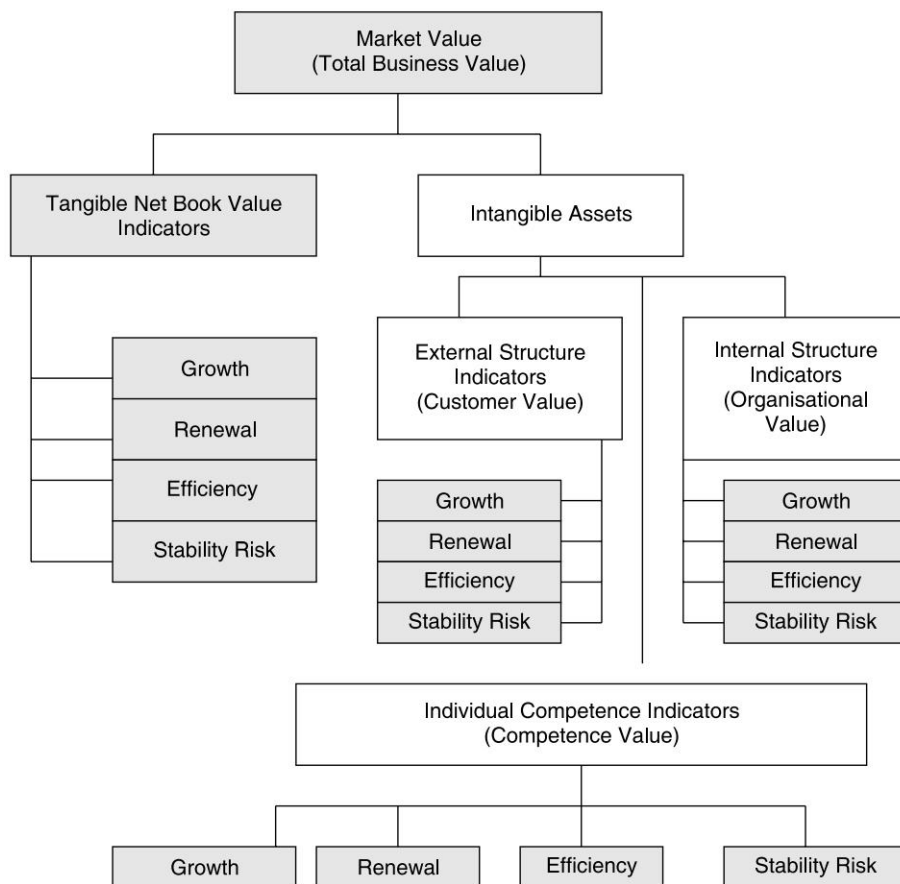 Market Value
(Total Business Value)
Tangible Net Book Value
Indicators
Intangible Assets
External Structure
Indicators
(Customer Value)
Internal Structure
Indicators
(Organisational
Value)
Growth
Renewal
Efficiency
Stability Risk
Growth
Renewal
Efficiency
Stability Risk
Growth
Renewal
Efficiency
Stability Risk
Individual Competence Indicators
(Competence Value)
Growth
Renewal
Efficiency
Stability Risk